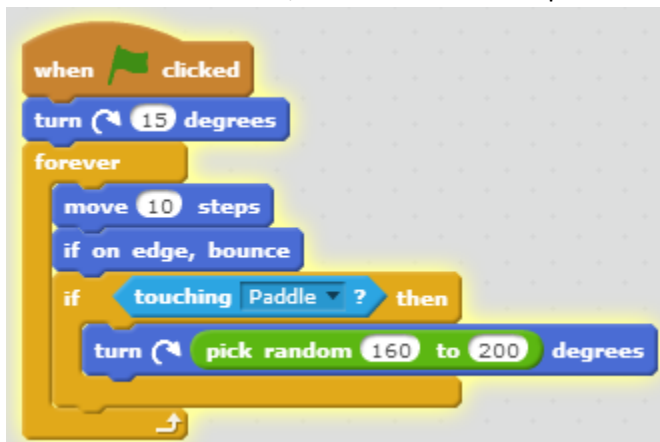 when clicked
turn 15 degrees
forever
move 10 steps
if on edge, bounce
if touching Paddle ? then
turn pick random 160 to 200 degrees